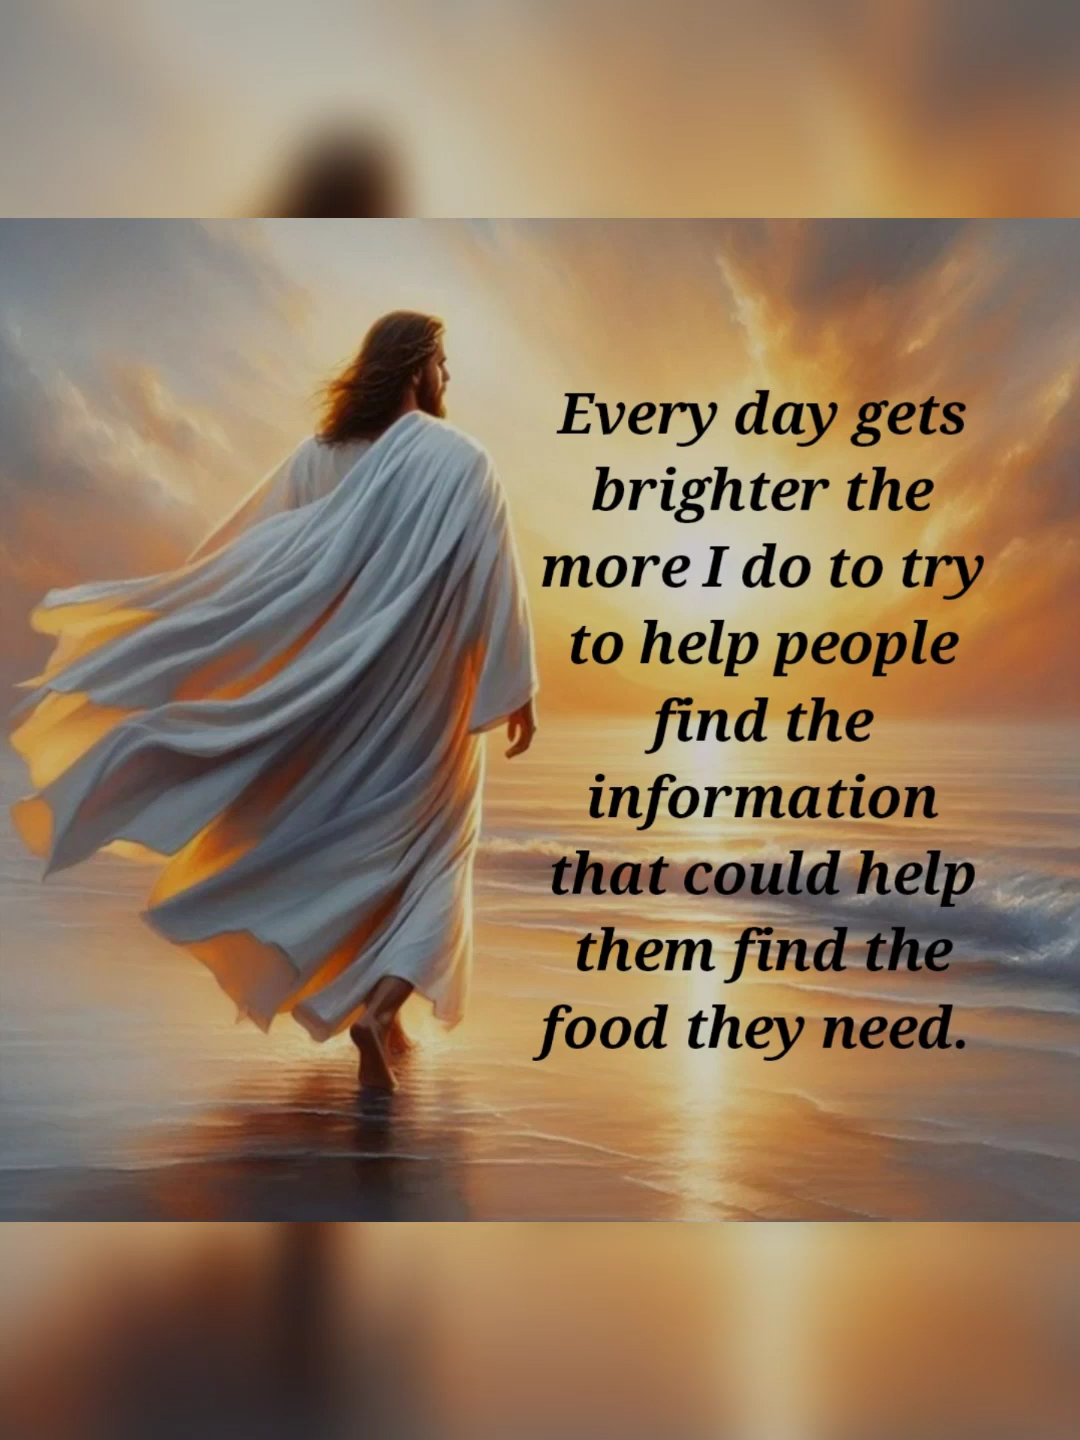 Every day gets
brighter the
more I do to try
to help people
find the
information
that could help
them find the
food they need.